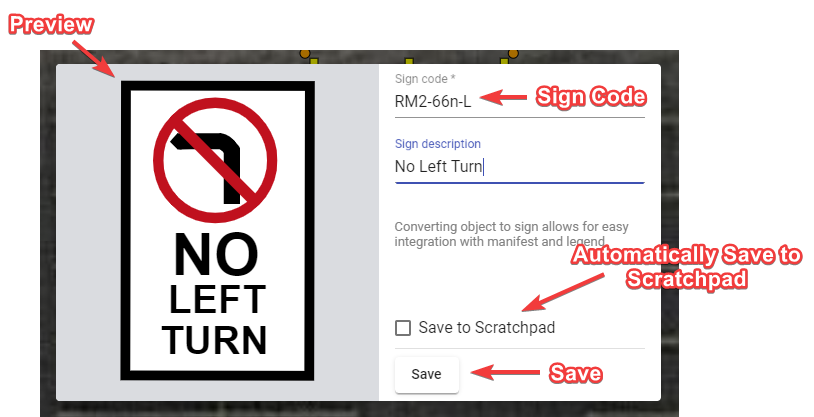 Preview
NO
LEFT
TURN
Sign code *
RM2-66n-L
Sign Code
Sign description
No Left Turn
Converting object to sign allows for easy
integration with manifest and legend
Automatically Save to
Scratchpad
Save to Scratchpad
Save
Save